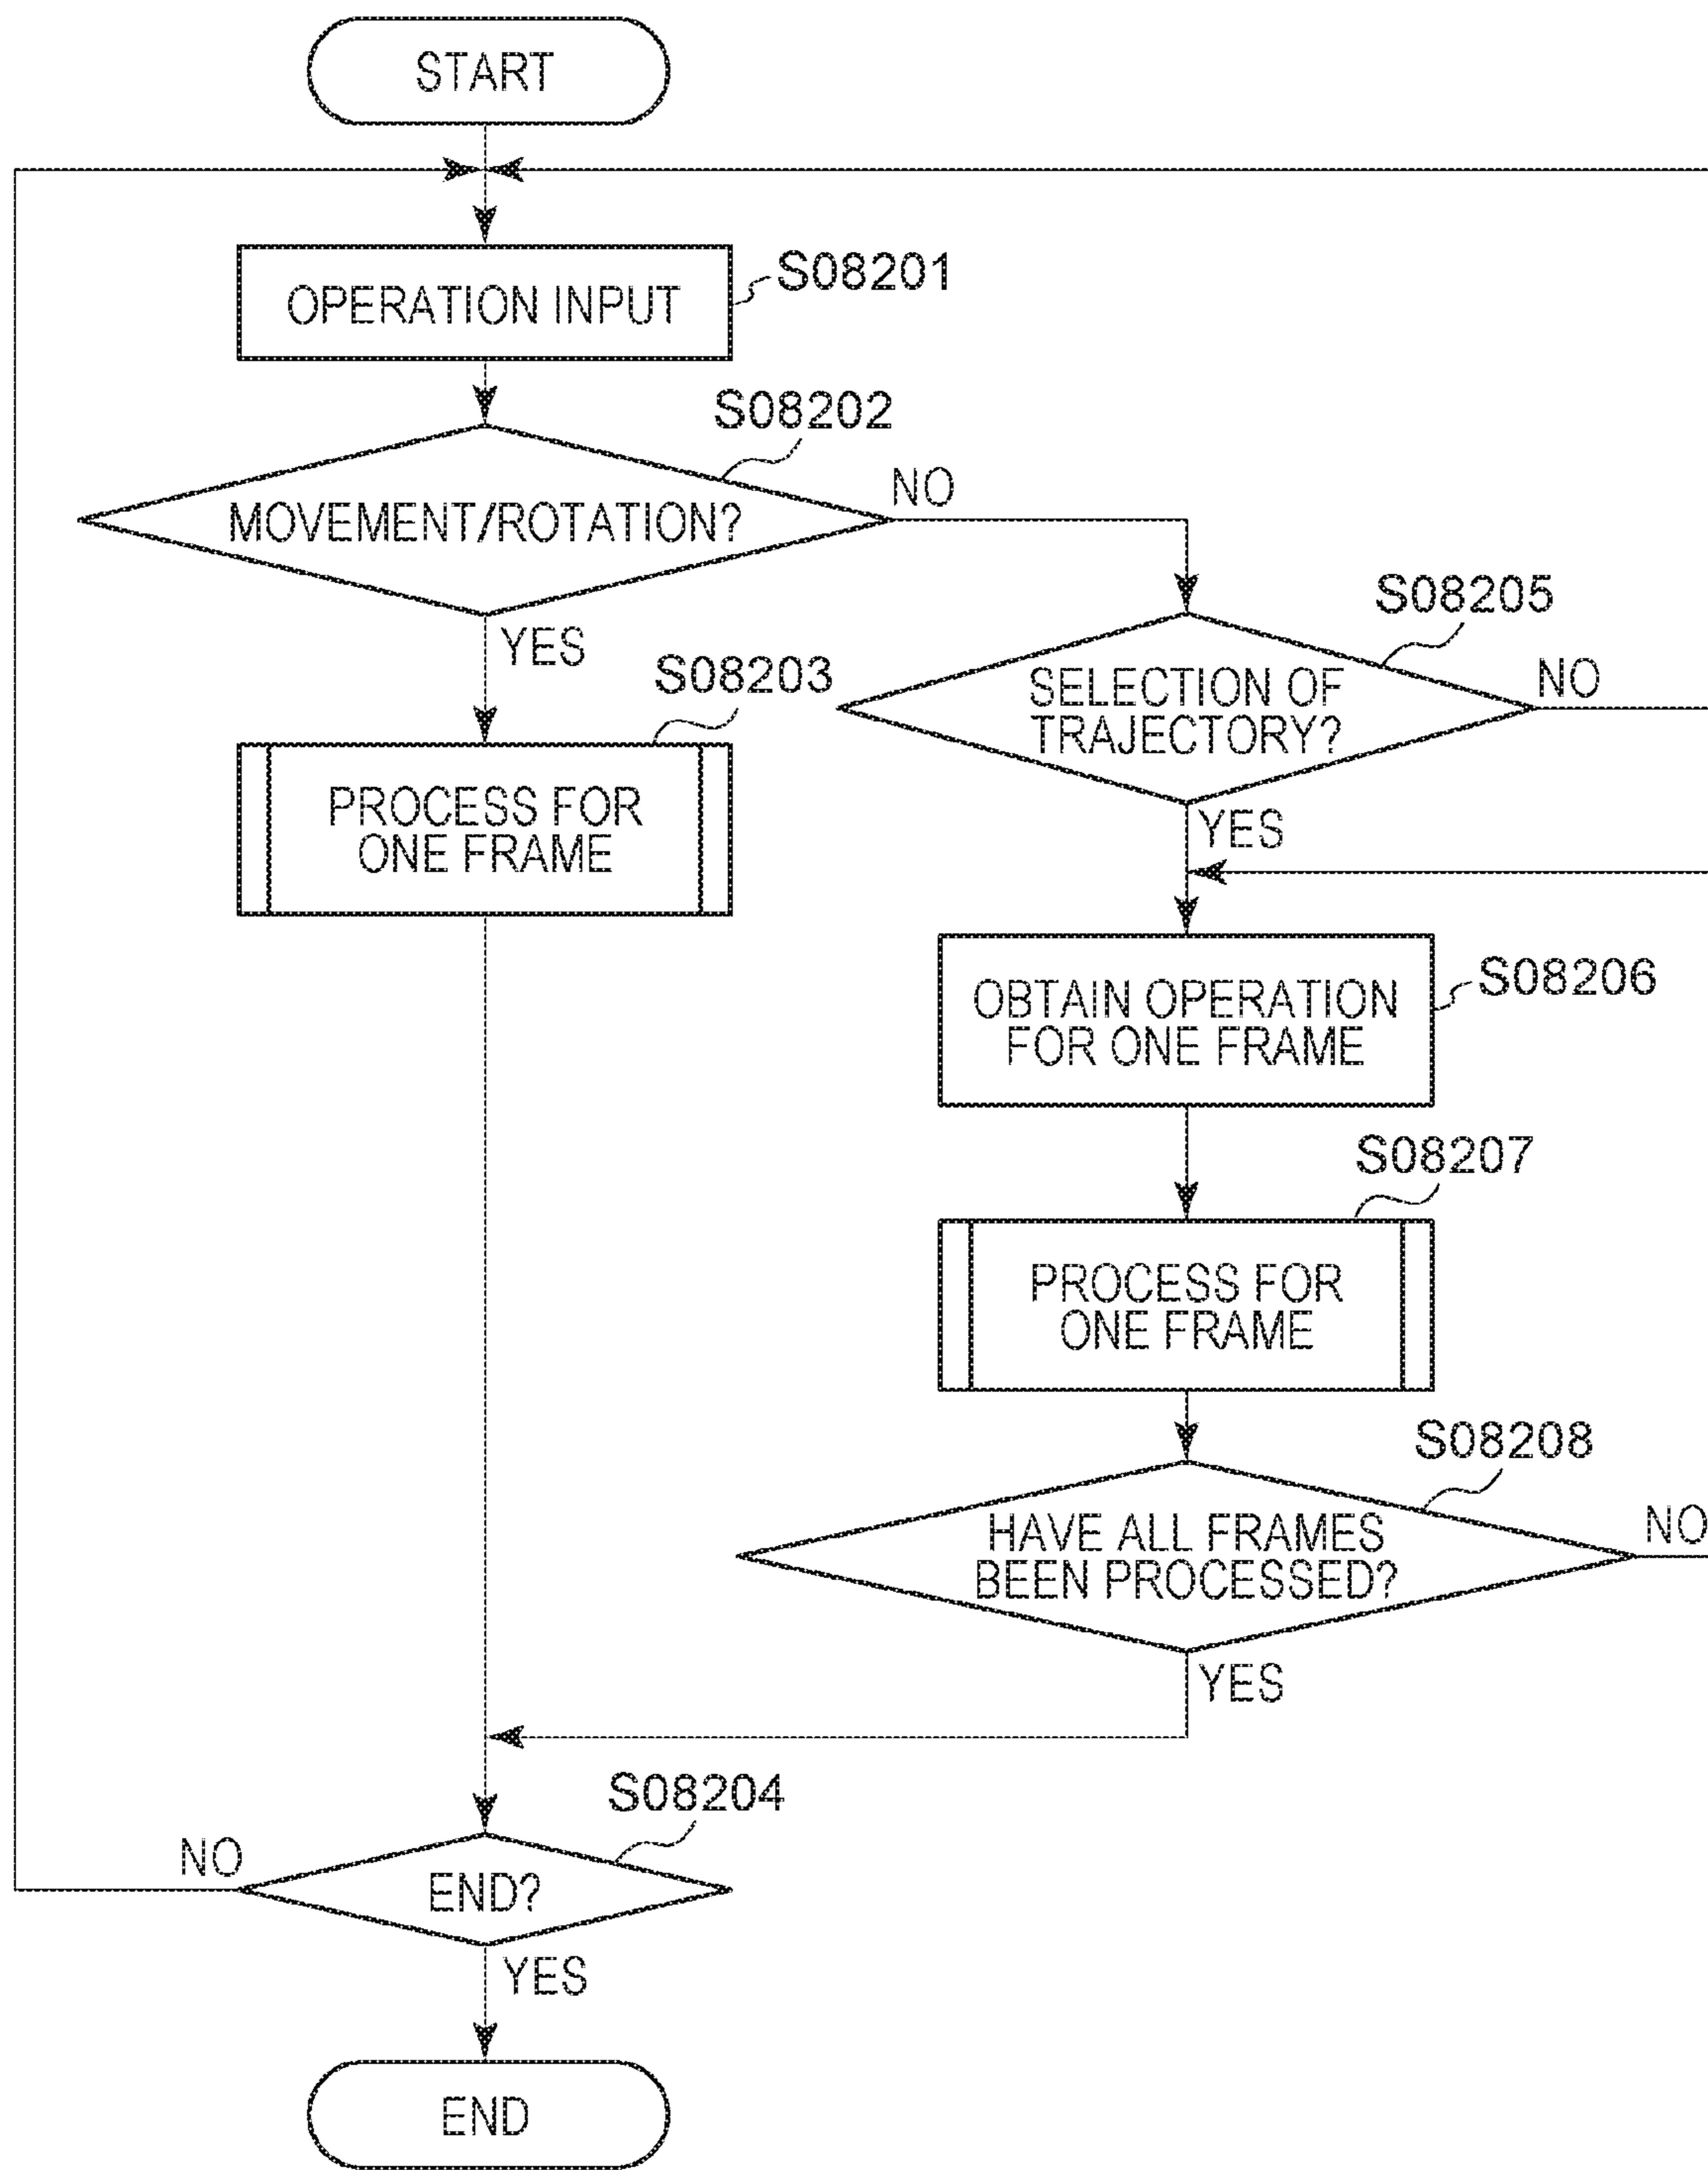 START
OPERATION INPUT
S08201
S08202
MOVEMENT/ROTATION?
NO
YES
S08205
SELECTION OF
TRAJECTORY?
NO
YES
S08203
PROCESS FOR
ONE FRAME
OBTAIN OPERATION
FOR ONE FRAME
S08206
S08207
PROCESS FOR
ONE FRAME
S08208
HAVE ALL FRAMES
BEEN PROCESSED?
NO
YES
S08204
END?
NO
YES
END